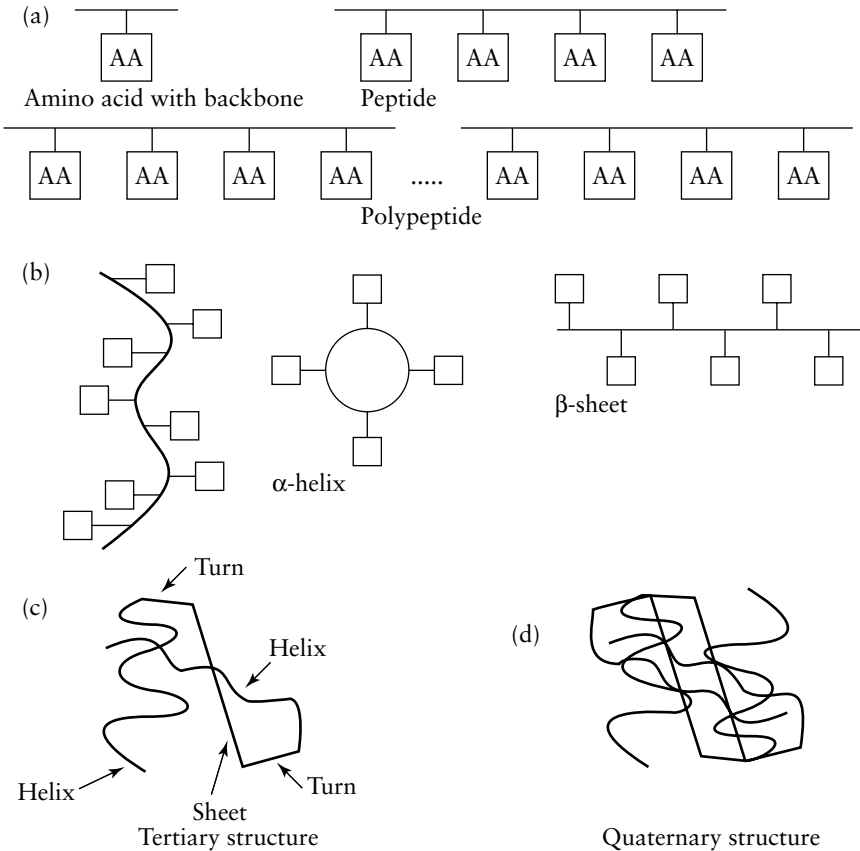 (a)
AA AA AA AA AA
Amino acid with backbone Peptide
AA AA AA AA ..... AA AA AA AA
Polypeptide
(b)
β-sheet
α-helix
Turn
(c)
(d)
Helix
Helix
Turn
Sheet
Tertiary structure Quaternary structure